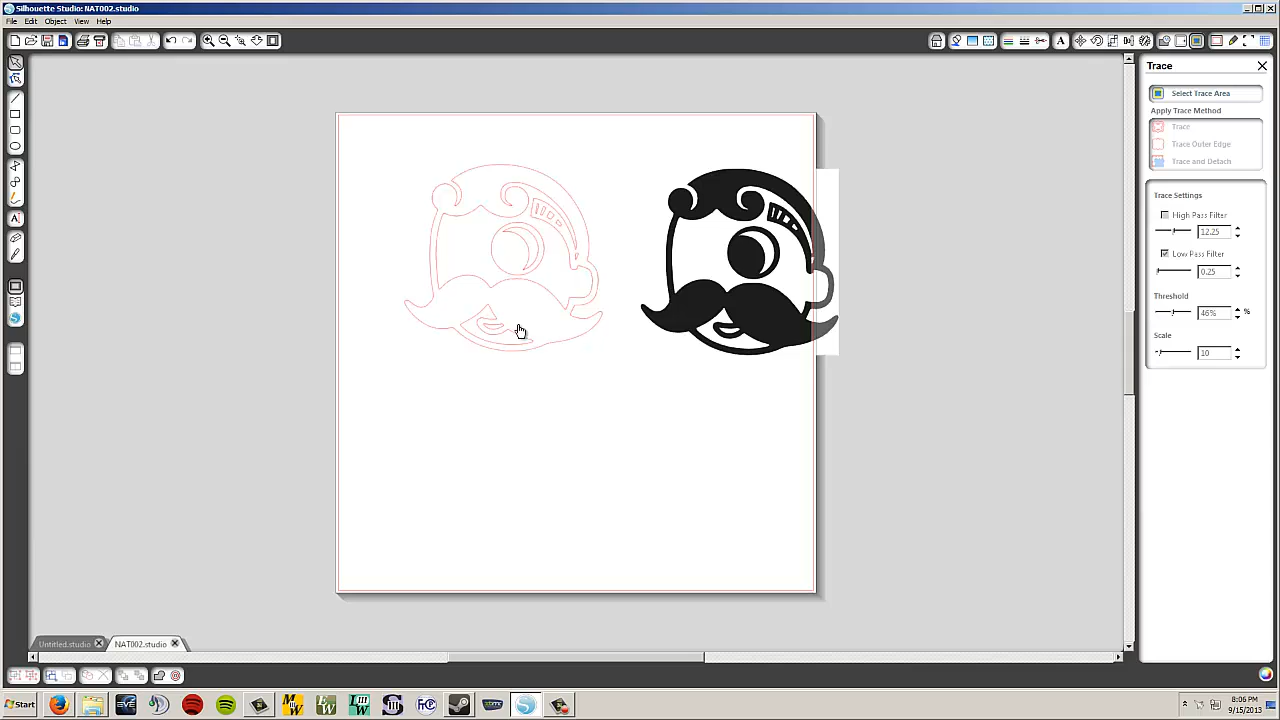 Silhouette Studio: NAT002.studio
File Edit Object View Help
Trace
Select Trace Area
Apply Trace Method
Trace
Trace Outer Edge
Trace and Detach
Trace Settings
High Pass Filter
12.25
Low Pass Filter
0.25
Threshold
46% %
Scale
10
Untitled.studio
NAT002.studio
Start
8:06 PM
9/15/2013